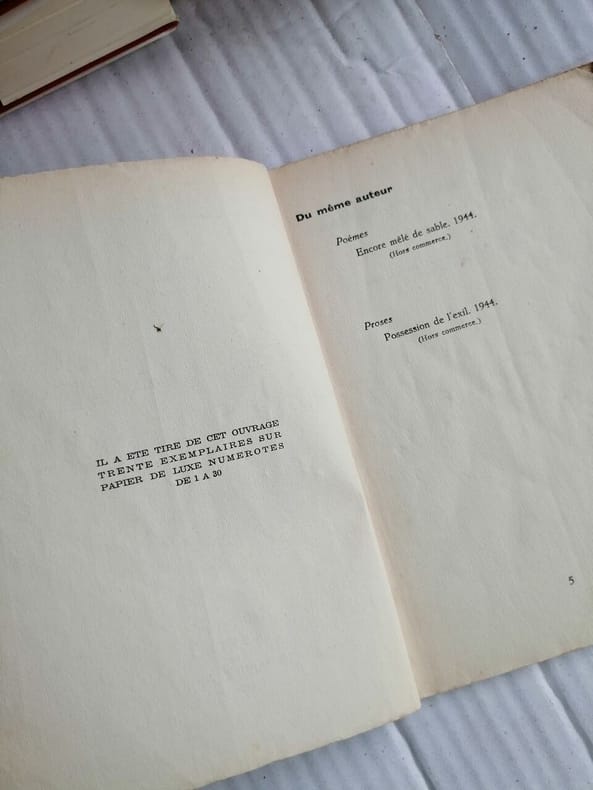 IL A ETE TIRE DE CET OUVRAGE
TRENTE EXEMPLAIRES SUR
PAPIER DE LUXE NUMEROTES
DE 1 A 30
Du même auteur
Poèmes
Encore mêlé de sable. 1944.
(Hors commerce.)
Proses
Possession de l'exil. 1944.
(Hors commerce.)
5